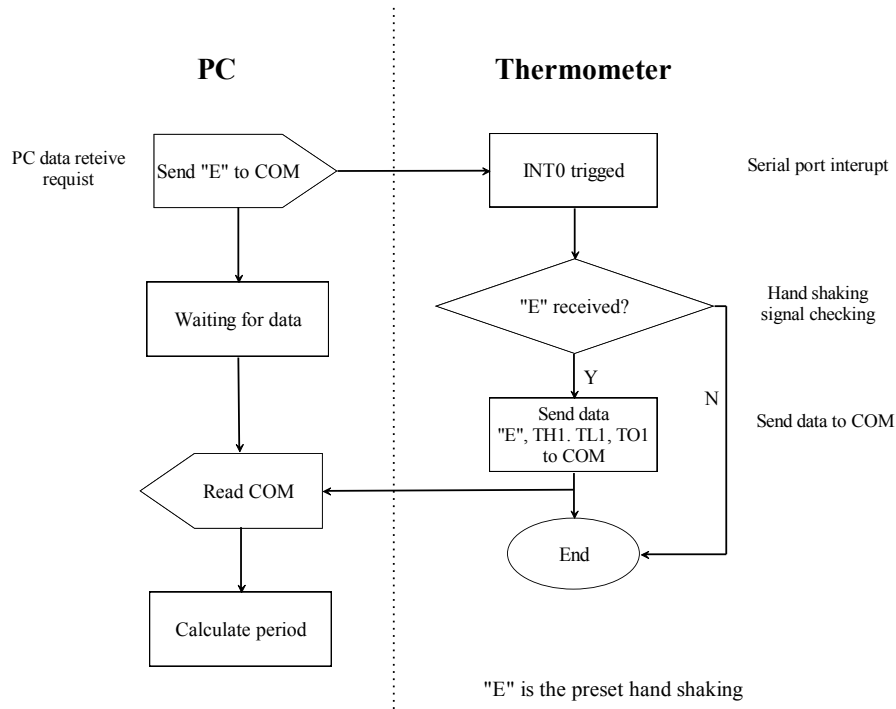 PC
Thermometer
PC data reteive
requist
Send "E" to COM
INT0 trigged
Serial port interupt
Waiting for data
"E" received?
Hand shaking
signal checking
Y
N
Send data
"E", TH1. TL1, TO1
to COM
Send data to COM
Read COM
End
Calculate period
"E" is the preset hand shaking